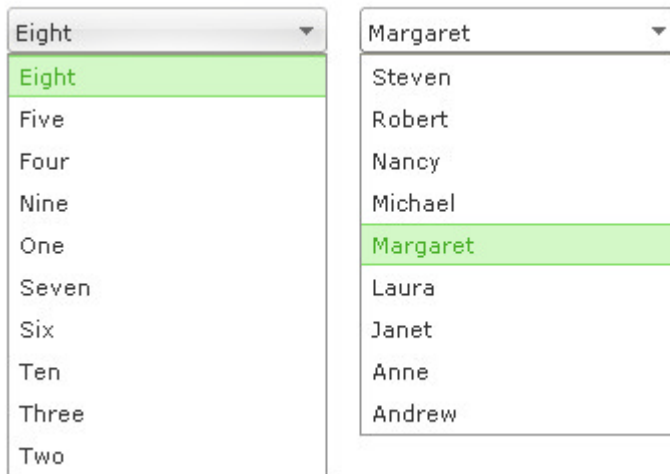 Eight
Eight
Five
Four
Nine
One
Seven
Six
Ten
Three
Two
Margaret
Steven
Robert
Nancy
Michael
Margaret
Laura
Janet
Anne
Andrew